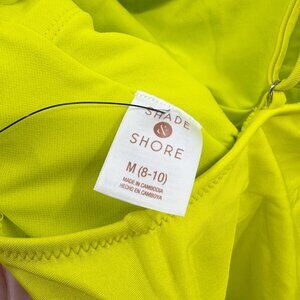 SHADE
&
SHORE
M (8-10)
MADE IN CAMBODIA
HECHO EN CAMBOYA